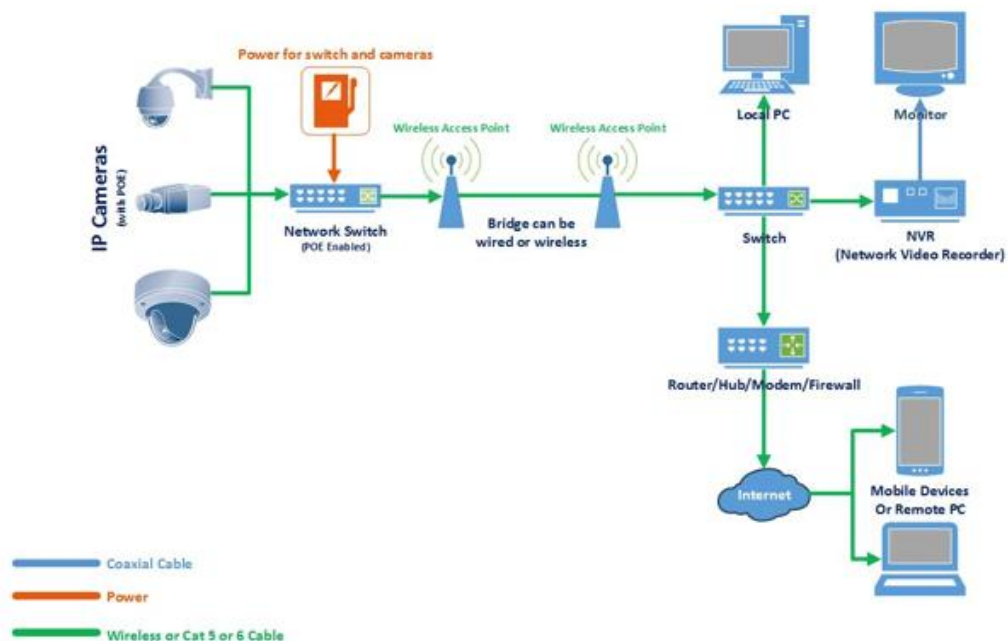 Power for switch and cameras
IP Cameras
(with POE)
Wireless Access Point
Wireless Access Point
Local PC
Monitor
Network Switch
(POE Enabled)
Bridge can be
wired or wireless
Switch
NVR
(Network Video Recorder)
Router/Hub/Modem/Firewall
Internet
Mobile Devices
Or Remote PC
Coaxial Cable
Power
Wireless or Cat 5 or 6 Cable